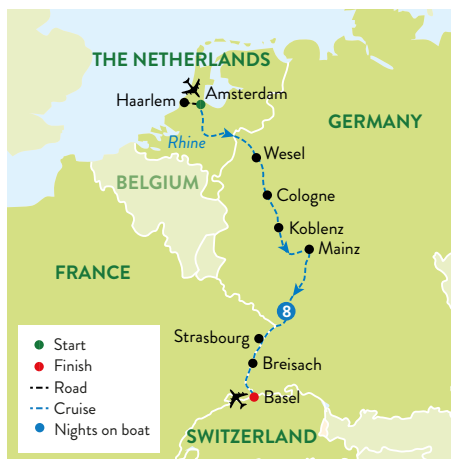 THE NETHERLANDS
Haarlem
Amsterdam
GERMANY
Rhine
Wesel
BELGIUM
Cologne
Koblenz
Mainz
FRANCE
8
Strasbourg
Breisach
Basel
SWITZERLAND
Start
Finish
Road
Cruise
Nights on boat